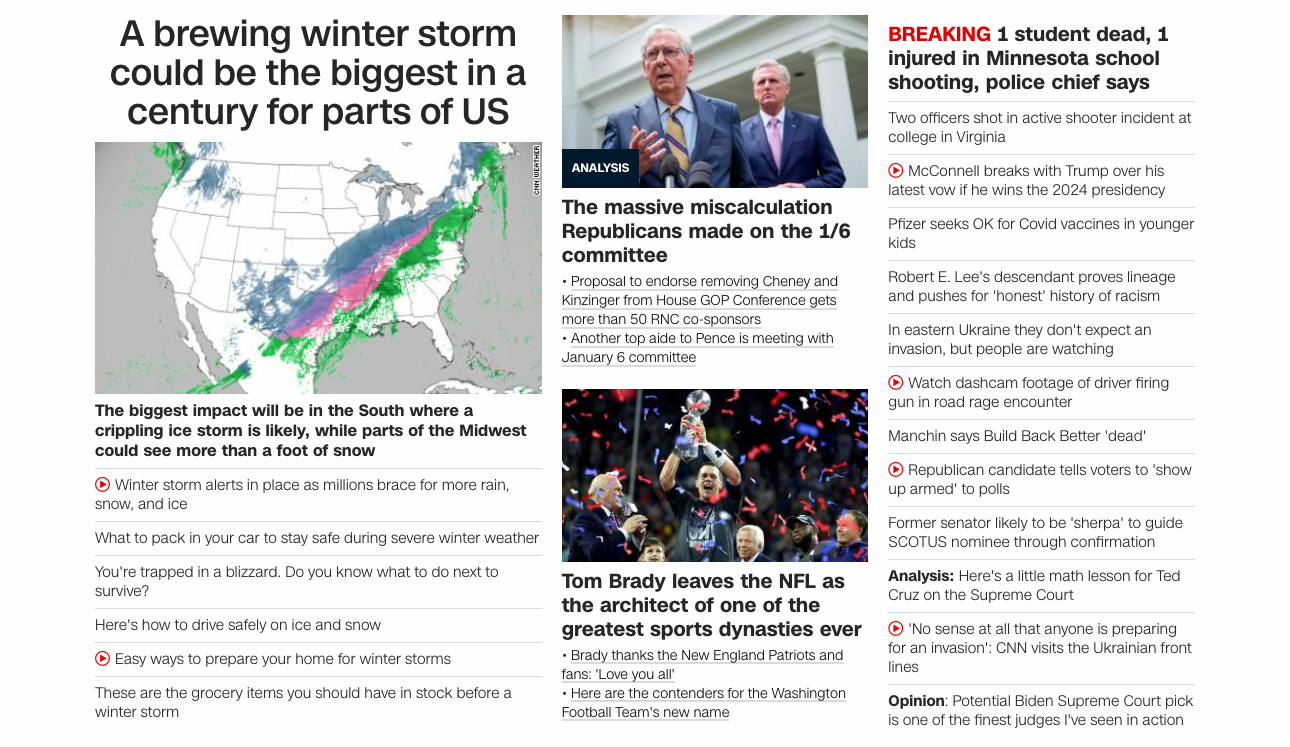 A brewing winter storm
could be the biggest in a
century for parts of US
CNN WEATHER
The biggest impact will be in the South where a
crippling ice storm is likely, while parts of the Midwest
could see more than a foot of snow
Winter storm alerts in place as millions brace for more rain,
snow, and ice
What to pack in your car to stay safe during severe winter weather
You're trapped in a blizzard. Do you know what to do next to
survive?
Here's how to drive safely on ice and snow
Easy ways to prepare your home for winter storms
These are the grocery items you should have in stock before a
winter storm
ANALYSIS
The massive miscalculation
Republicans made on the 1/6
committee
• Proposal to endorse removing Cheney and
Kinzinger from House GOP Conference gets
more than 50 RNC co-sponsors
• Another top aide to Pence is meeting with
January 6 committee
Tom Brady leaves the NFL as
the architect of one of the
greatest sports dynasties ever
• Brady thanks the New England Patriots and
fans: 'Love you all'
• Here are the contenders for the Washington
Football Team's new name
BREAKING 1 student dead, 1
injured in Minnesota school
shooting, police chief says
Two officers shot in active shooter incident at
college in Virginia
McConnell breaks with Trump over his
latest vow if he wins the 2024 presidency
Pfizer seeks OK for Covid vaccines in younger
kids
Robert E. Lee's descendant proves lineage
and pushes for 'honest' history of racism
In eastern Ukraine they don't expect an
invasion, but people are watching
Watch dashcam footage of driver firing
gun in road rage encounter
Manchin says Build Back Better 'dead'
Republican candidate tells voters to 'show
up armed' to polls
Former senator likely to be 'sherpa' to guide
SCOTUS nominee through confirmation
Analysis: Here's a little math lesson for Ted
Cruz on the Supreme Court
'No sense at all that anyone is preparing
for an invasion': CNN visits the Ukrainian front
lines
Opinion: Potential Biden Supreme Court pick
is one of the finest judges I've seen in action